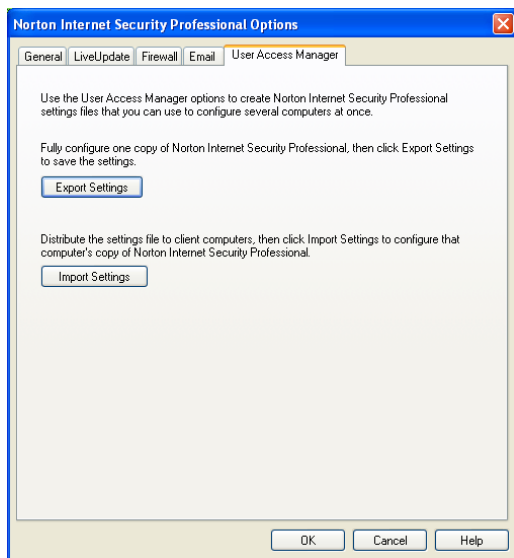 Norton Internet Security Professional Options
General LiveUpdate Firewall Email User Access Manager
Use the User Access Manager options to create Norton Internet Security Professional
settings files that you can use to configure several computers at once.
Fully configure one copy of Norton Internet Security Professional, then click Export Settings
to save the settings.
Export Settings
Distribute the settings file to client computers, then click Import Settings to configure that
computer's copy of Norton Internet Security Professional.
Import Settings
OK Cancel Help